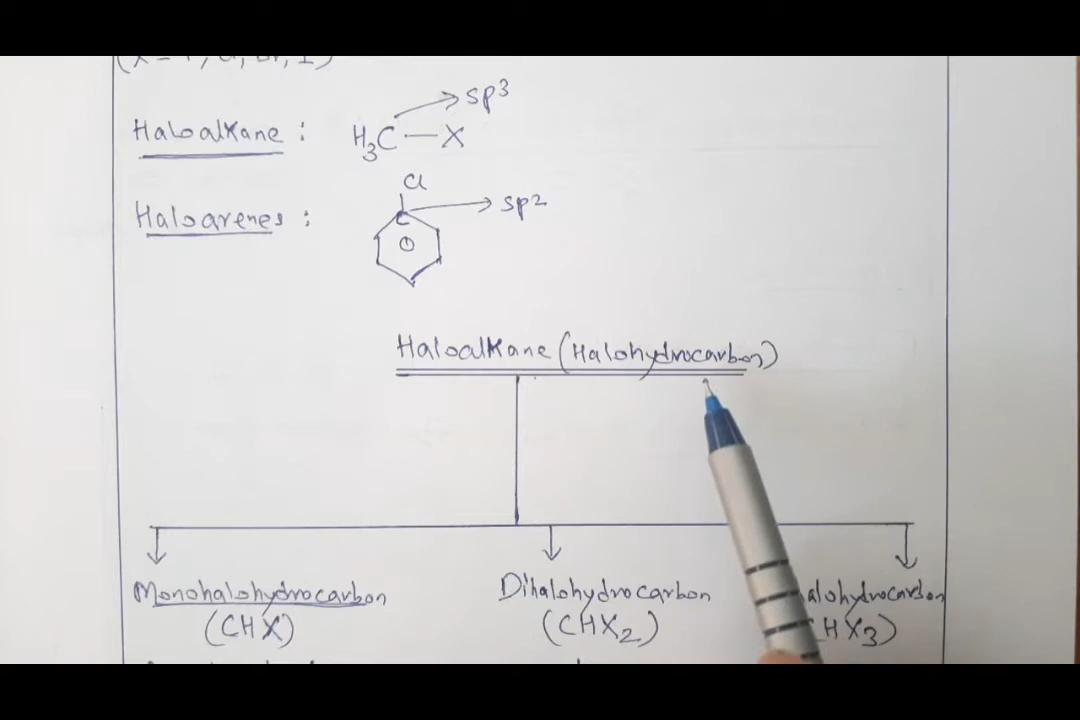 Haloalkane : H3C — X → sp3
Cl
Haloarenes : C → sp2
Haloalkane (Halohydrocarbon)
Monohalohydrocarbon Dihalohydrocarbon alohydrocarbon
(CHX) (CHX2) HX3)